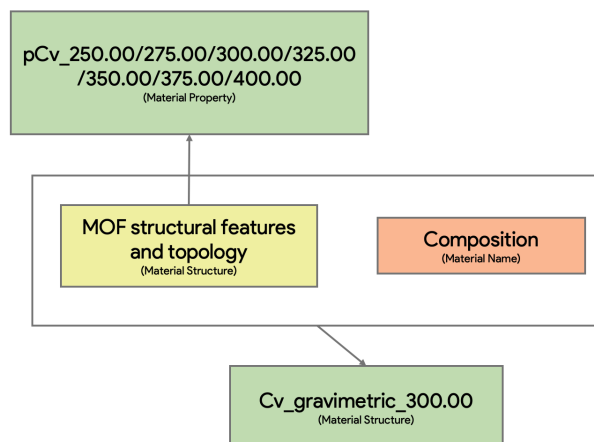 pCv_250.00/275.00/300.00/325.00
/350.00/375.00/400.00
(Material Property)
MOF structural features
and topology
(Material Structure)
Composition
(Material Name)
Cv_gravimetric_300.00
(Material Structure)